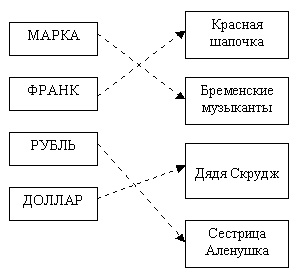 МАРКА
ФРАНК
РУБЛЬ
ДОЛЛАР
Красная
шапочка
Бременские
музыканты
Дядя Скрудж
Сестрица
Аленушка